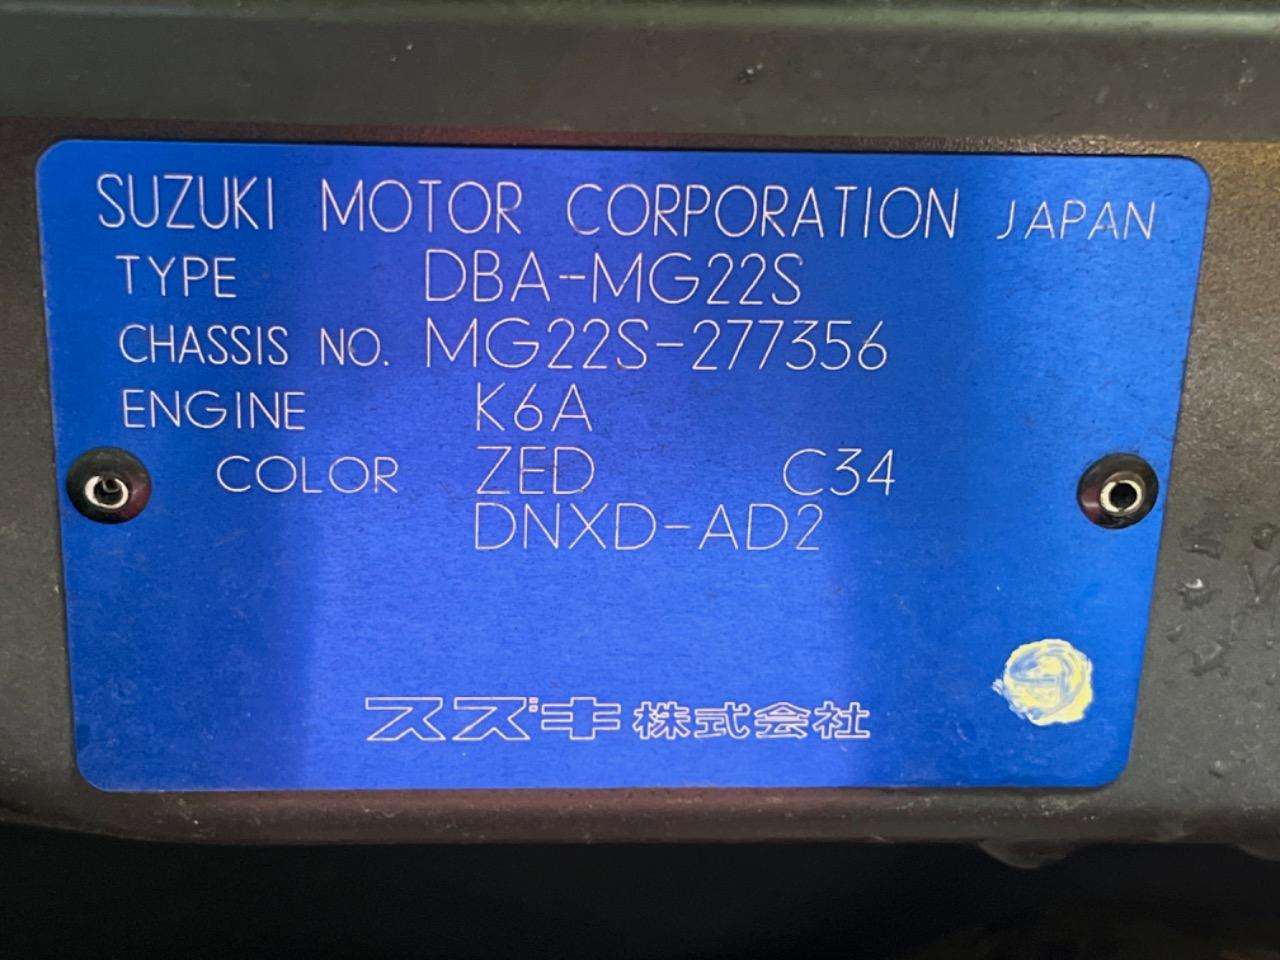 SUZUKI MOTOR CORPORATION JAPAN
TYPE DBA-MG22S
CHASSIS NO. MG22S-277356
ENGINE K6A
COLOR ZED C34
DNXD-AD2
スズキ株式会社